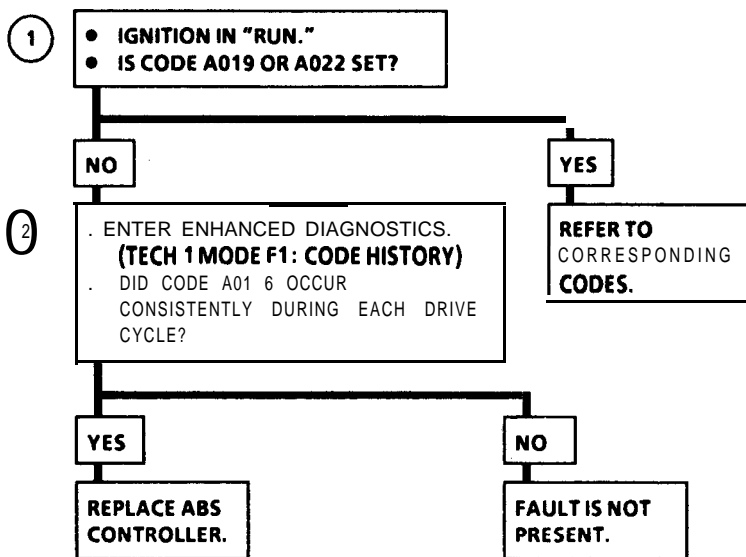 1
● IGNITION IN "RUN."
● IS CODE A019 OR A022 SET?
NO
YES
2
. ENTER ENHANCED DIAGNOSTICS.
(TECH 1 MODE F1: CODE HISTORY)
. DID CODE A01 6 OCCUR
CONSISTENTLY DURING EACH DRIVE
CYCLE?
REFER TO
CORRESPONDING
CODES.
YES
NO
REPLACE ABS
CONTROLLER.
FAULT IS NOT
PRESENT.